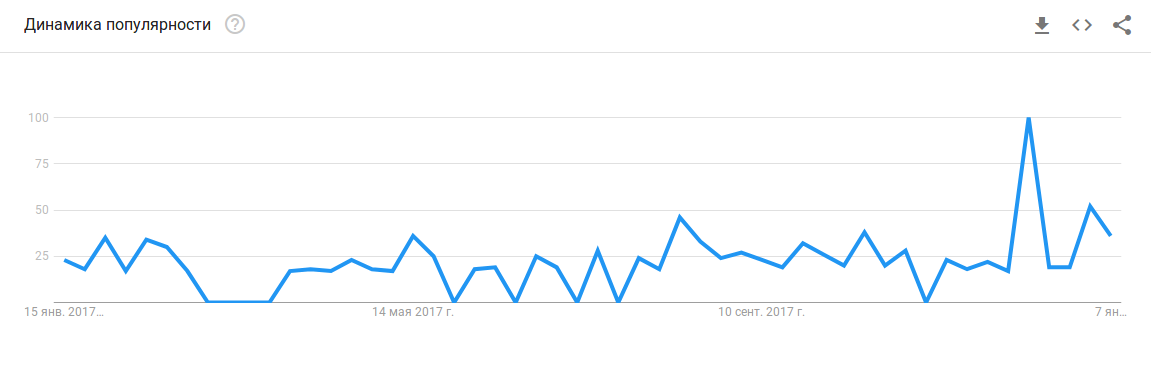 Динамика популярности
100
75
50
25
15 янв. 2017…
14 мая 2017 г.
10 сент. 2017 г.
7 ян…